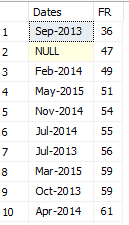 Dates FR
1 Sep-2013 36
2 NULL 47
3 Feb-2014 49
4 May-2015 51
5 Nov-2014 54
6 Jul-2014 55
7 Jul-2013 56
8 Mar-2015 59
9 Oct-2013 59
10 Apr-2014 61